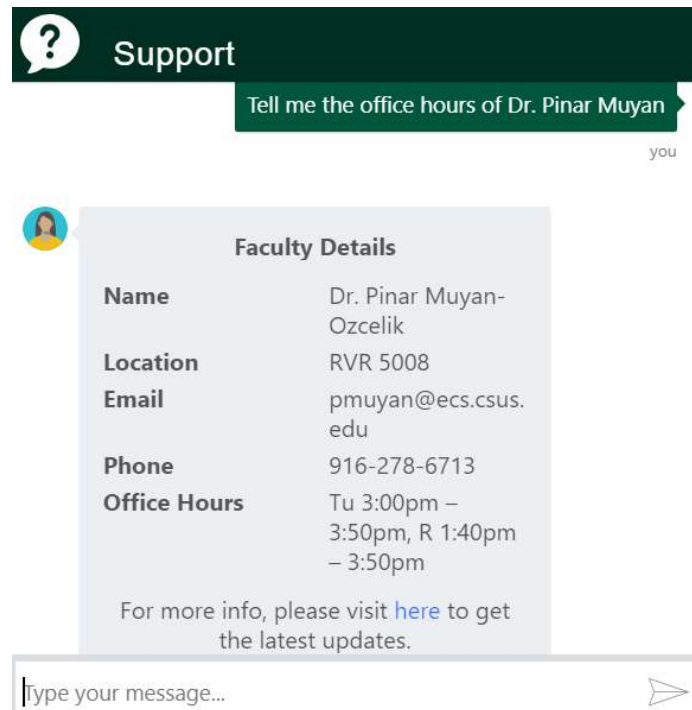 ?
Support
Tell me the office hours of Dr. Pinar Muyan
you
Faculty Details
Name Dr. Pinar Muyan-
Ozcelik
Location RVR 5008
Email pmuyan@ecs.csus.
edu
Phone 916-278-6713
Office Hours Tu 3:00pm –
3:50pm, R 1:40pm
– 3:50pm
For more info, please visit here to get
the latest updates.
Type your message...